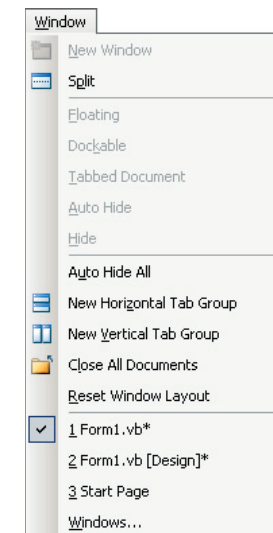 Window
New Window
Split
Floating
Dockable
Tabbed Document
Auto Hide
Hide
Auto Hide All
New Horizontal Tab Group
New Vertical Tab Group
Close All Documents
Reset Window Layout
1 Form1.vb*
2 Form1.vb [Design]*
3 Start Page
Windows...